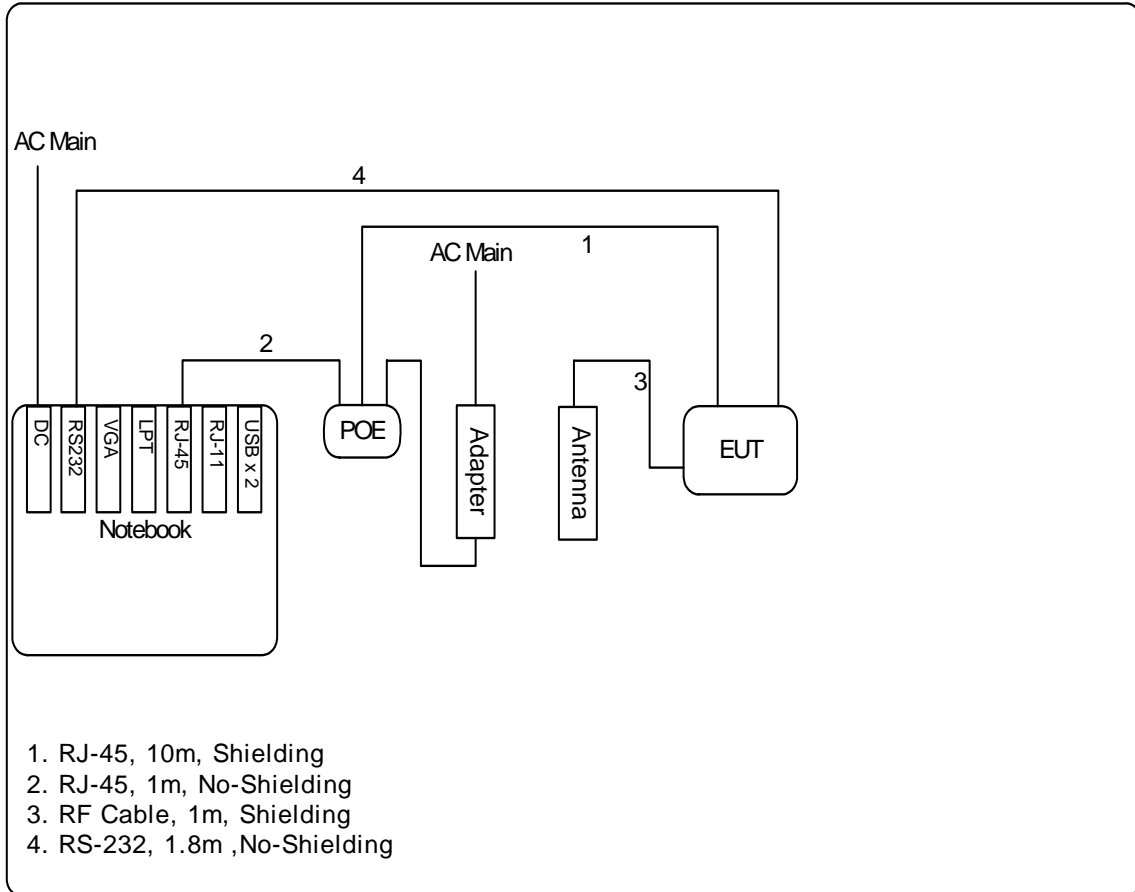 AC Main
4
1
AC Main
2
3
DC
RS232
VGA
LPT
RJ-45
RJ-11
USB x 2
Notebook
POE
Adapter
Antenna
EUT
1. RJ-45, 10m, Shielding
2. RJ-45, 1m, No-Shielding
3. RF Cable, 1m, Shielding
4. RS-232, 1.8m ,No-Shielding